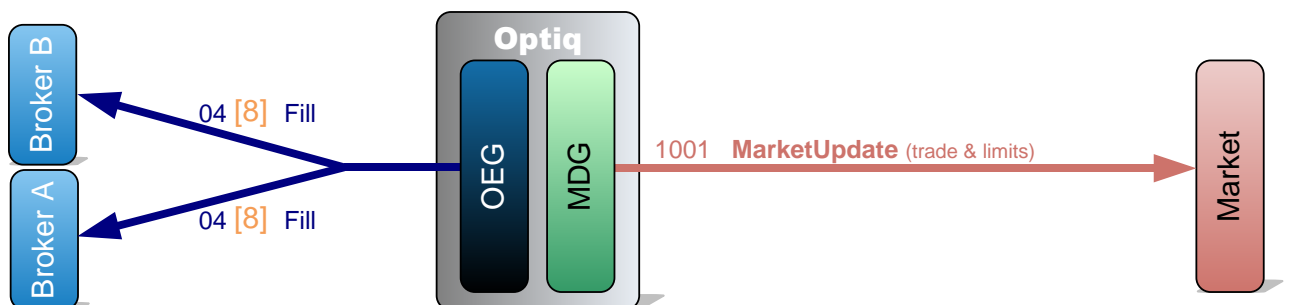 Optiq
Broker B
04 [8] Fill
OEG
MDG
1001 MarketUpdate (trade & limits)
Market
Broker A
04 [8] Fill